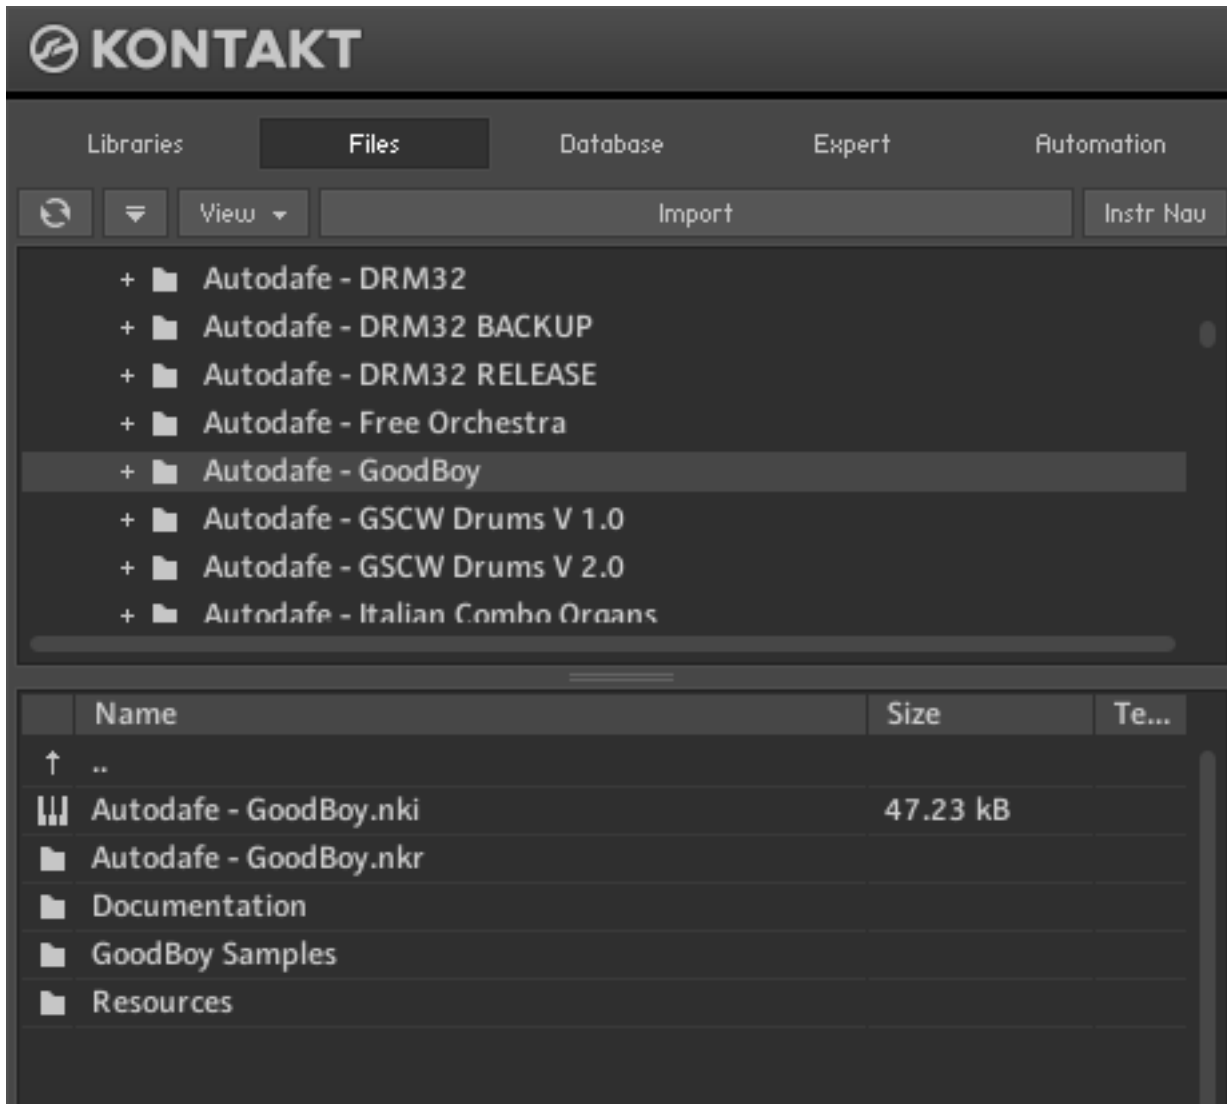 KONTAKT
Libraries Files Database Expert Automation
View Import Instr Nav
+ Autodafe - DRM32
+ Autodafe - DRM32 BACKUP
+ Autodafe - DRM32 RELEASE
+ Autodafe - Free Orchestra
+ Autodafe - GoodBoy
+ Autodafe - GSCW Drums V 1.0
+ Autodafe - GSCW Drums V 2.0
+ Autodafe - Italian Combo Organs
Name Size Te...
..
Autodafe - GoodBoy.nki 47.23 kB
Autodafe - GoodBoy.nkr
Documentation
GoodBoy Samples
Resources